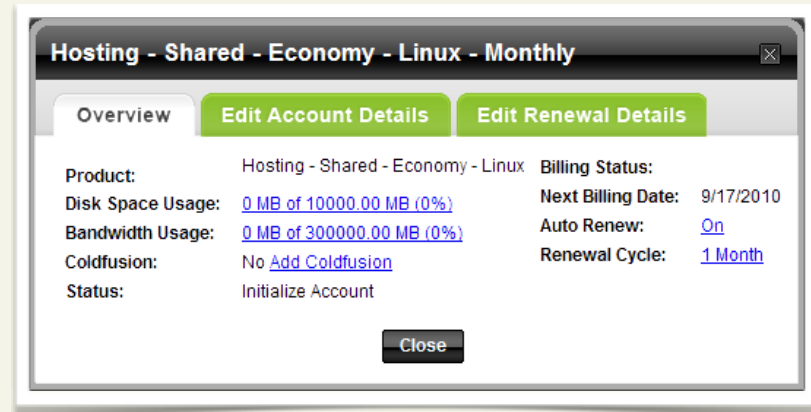 Hosting - Shared - Economy - Linux - Monthly
Overview
Edit Account Details
Edit Renewal Details
Product: Hosting - Shared - Economy - Linux
Disk Space Usage: 0 MB of 10000.00 MB (0%)
Bandwidth Usage: 0 MB of 300000.00 MB (0%)
Coldfusion: No Add Coldfusion
Status: Initialize Account
Billing Status:
Next Billing Date: 9/17/2010
Auto Renew: On
Renewal Cycle: 1 Month
Close